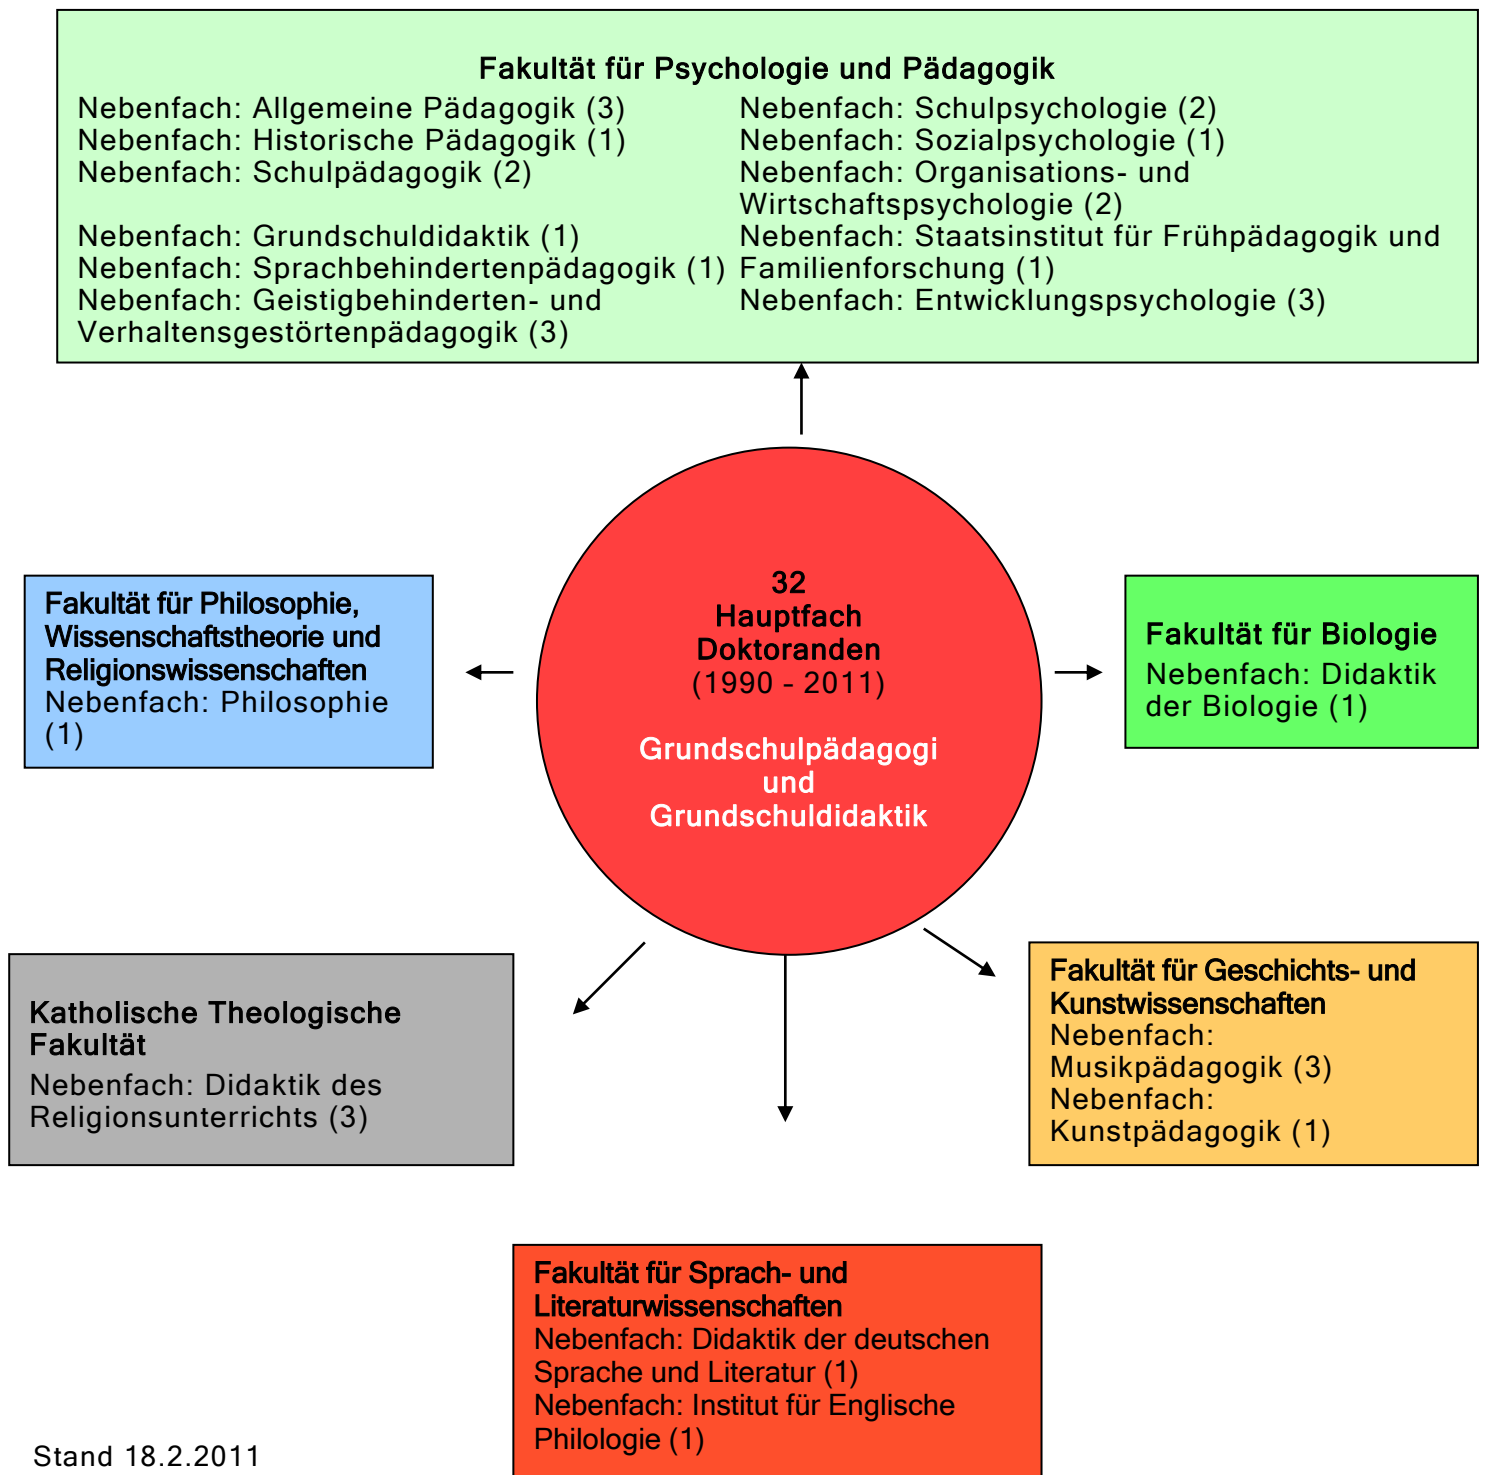 Fakultät für Psychologie und Pädagogik
Nebenfach: Allgemeine Pädagogik (3)
Nebenfach: Historische Pädagogik (1)
Nebenfach: Schulpädagogik (2)
Nebenfach: Grundschuldidaktik (1)
Nebenfach: Sprachbehindertenpädagogik (1)
Nebenfach: Geistigbehinderten- und
Verhaltensgestörtenpädagogik (3)
Nebenfach: Schulpsychologie (2)
Nebenfach: Sozialpsychologie (1)
Nebenfach: Organisations- und
Wirtschaftspsychologie (2)
Nebenfach: Staatsinstitut für Frühpädagogik und
Familienforschung (1)
Nebenfach: Entwicklungspsychologie (3)
32
Hauptfach
Doktoranden
(1990 - 2011)
Grundschulpädagogi
und
Grundschuldidaktik
Fakultät für Philosophie,
Wissenschaftstheorie und
Religionswissenschaften
Nebenfach: Philosophie
(1)
Fakultät für Biologie
Nebenfach: Didaktik
der Biologie (1)
Katholische Theologische
Fakultät
Nebenfach: Didaktik des
Religionsunterrichts (3)
Fakultät für Geschichts- und
Kunstwissenschaften
Nebenfach:
Musikpädagogik (3)
Nebenfach:
Kunstpädagogik (1)
Fakultät für Sprach- und
Literaturwissenschaften
Nebenfach: Didaktik der deutschen
Sprache und Literatur (1)
Nebenfach: Institut für Englische
Philologie (1)
Stand 18.2.2011